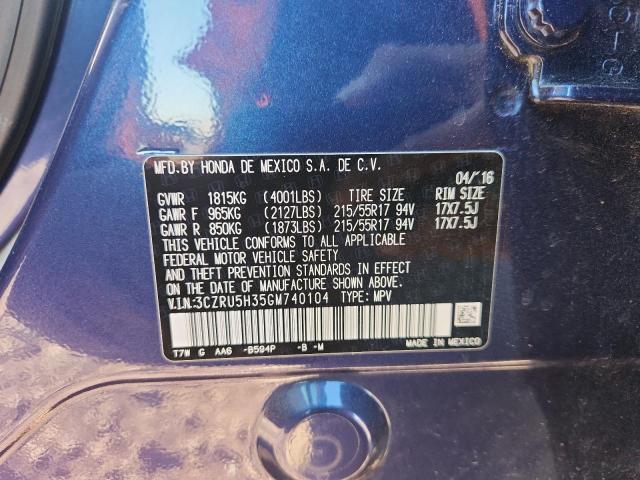 MFD.BY HONDA DE MEXICO S.A. DE C.V.
04/'16
GVWR 1815KG (4001LBS) TIRE SIZE RIM SIZE
GAWR F 965KG (2127LBS) 215/55R17 94V 17X7.5J
GAWR R 850KG (1873LBS) 215/55R17 94V 17X7.5J
THIS VEHICLE CONFORMS TO ALL APPLICABLE
FEDERAL MOTOR VEHICLE SAFETY AND THEFT
PREVENTION STANDARDS IN EFFECT
ON THE DATE OF MANUFACTURE SHOWN ABOVE.
V.I.N:3CZRU5H35GM740104 TYPE: MPV
T7W G AA6 -B594P -B -M MADE IN MEXICO